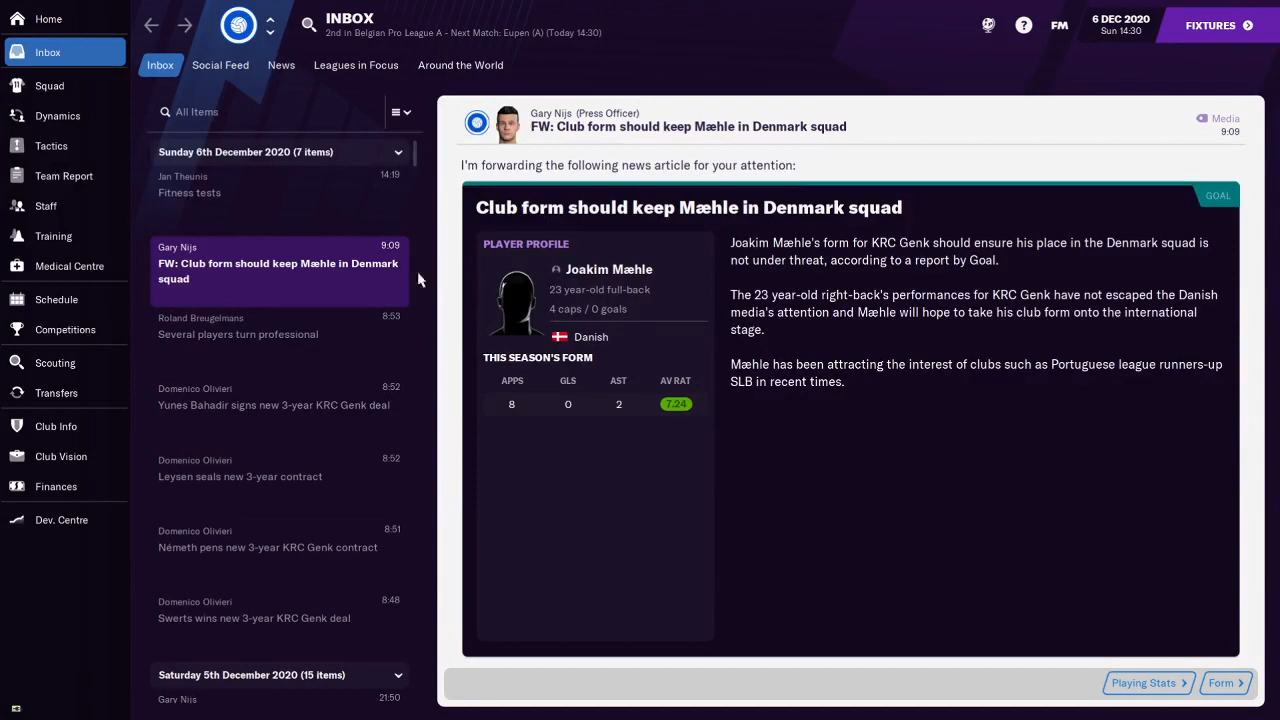 Home
Inbox
Squad
Dynamics
Tactics
Team Report
Staff
Training
Medical Centre
Schedule
Competitions
Scouting
Transfers
Club Info
Club Vision
Finances
Dev. Centre
INBOX
2nd in Belgian Pro League A - Next Match: Eupen (A) (Today 14:30)
?
FM
6 DEC 2020
Sun 14:30
FIXTURES
Inbox
Social Feed
News
Leagues in Focus
Around the World
All Items
Sunday 6th December 2020 (7 items)
Jan Theunis 14:19
Fitness tests
Gary Nijs 9:09
FW: Club form should keep Mæhle in Denmark
squad
Roland Breugelmans 8:53
Several players turn professional
Domenico Olivieri 8:52
Yunes Bahadir signs new 3-year KRC Genk deal
Domenico Olivieri 8:52
Leysen seals new 3-year contract
Domenico Olivieri 8:51
Németh pens new 3-year KRC Genk contract
Domenico Olivieri 8:48
Swerts wins new 3-year KRC Genk deal
Saturday 5th December 2020 (15 items)
Gary Nijs 21:50
Gary Nijs (Press Officer)
FW: Club form should keep Mæhle in Denmark squad
Media
9:09
I'm forwarding the following news article for your attention:
GOAL
Club form should keep Mæhle in Denmark squad
PLAYER PROFILE
Joakim Mæhle
23 year-old full-back
4 caps / 0 goals
Danish
THIS SEASON'S FORM
APPS GLS AST AV RAT
8 0 2 7.24
Joakim Mæhle's form for KRC Genk should ensure his place in the Denmark squad is
not under threat, according to a report by Goal.
The 23 year-old right-back's performances for KRC Genk have not escaped the Danish
media's attention and Mæhle will hope to take his club form onto the international
stage.
Mæhle has been attracting the interest of clubs such as Portuguese league runners-up
SLB in recent times.
Playing Stats
Form